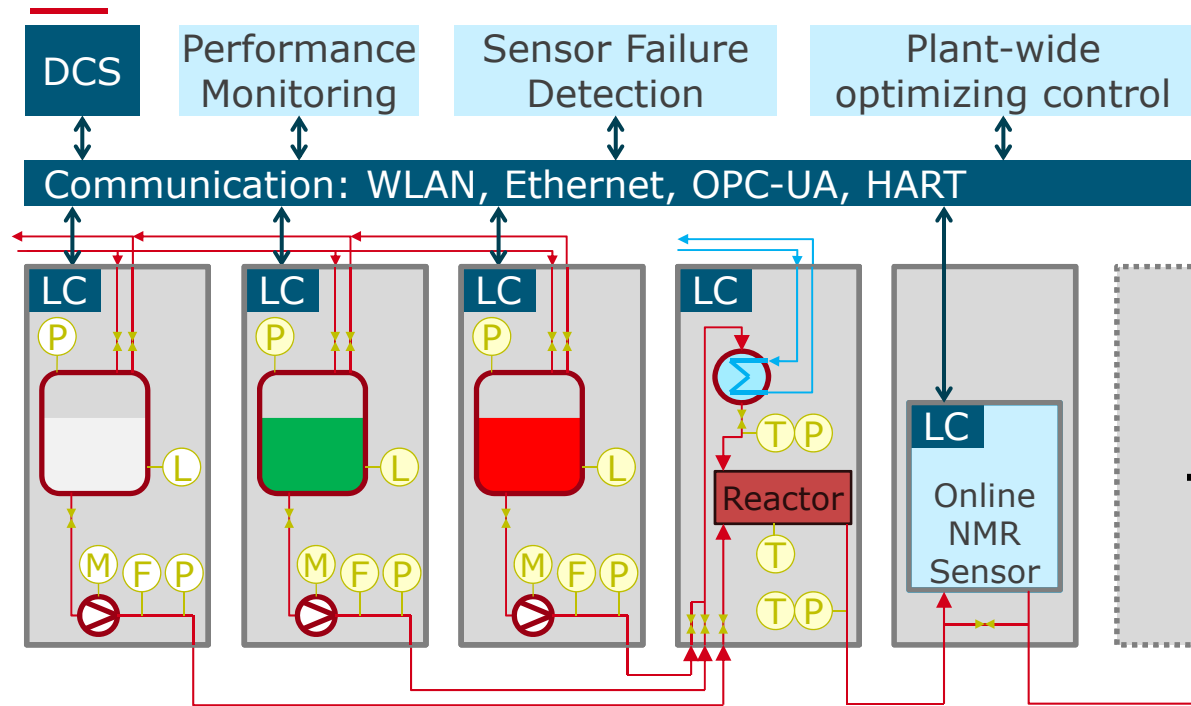 DCS
Performance
Monitoring
Sensor Failure
Detection
Plant-wide
optimizing control
Communication: WLAN, Ethernet, OPC-UA, HART
LC
LC
LC
LC
P
P
P
T P
LC
L
L
L
Reactor
Online
NMR
Sensor
T
M F P
M F P
M F P
T P